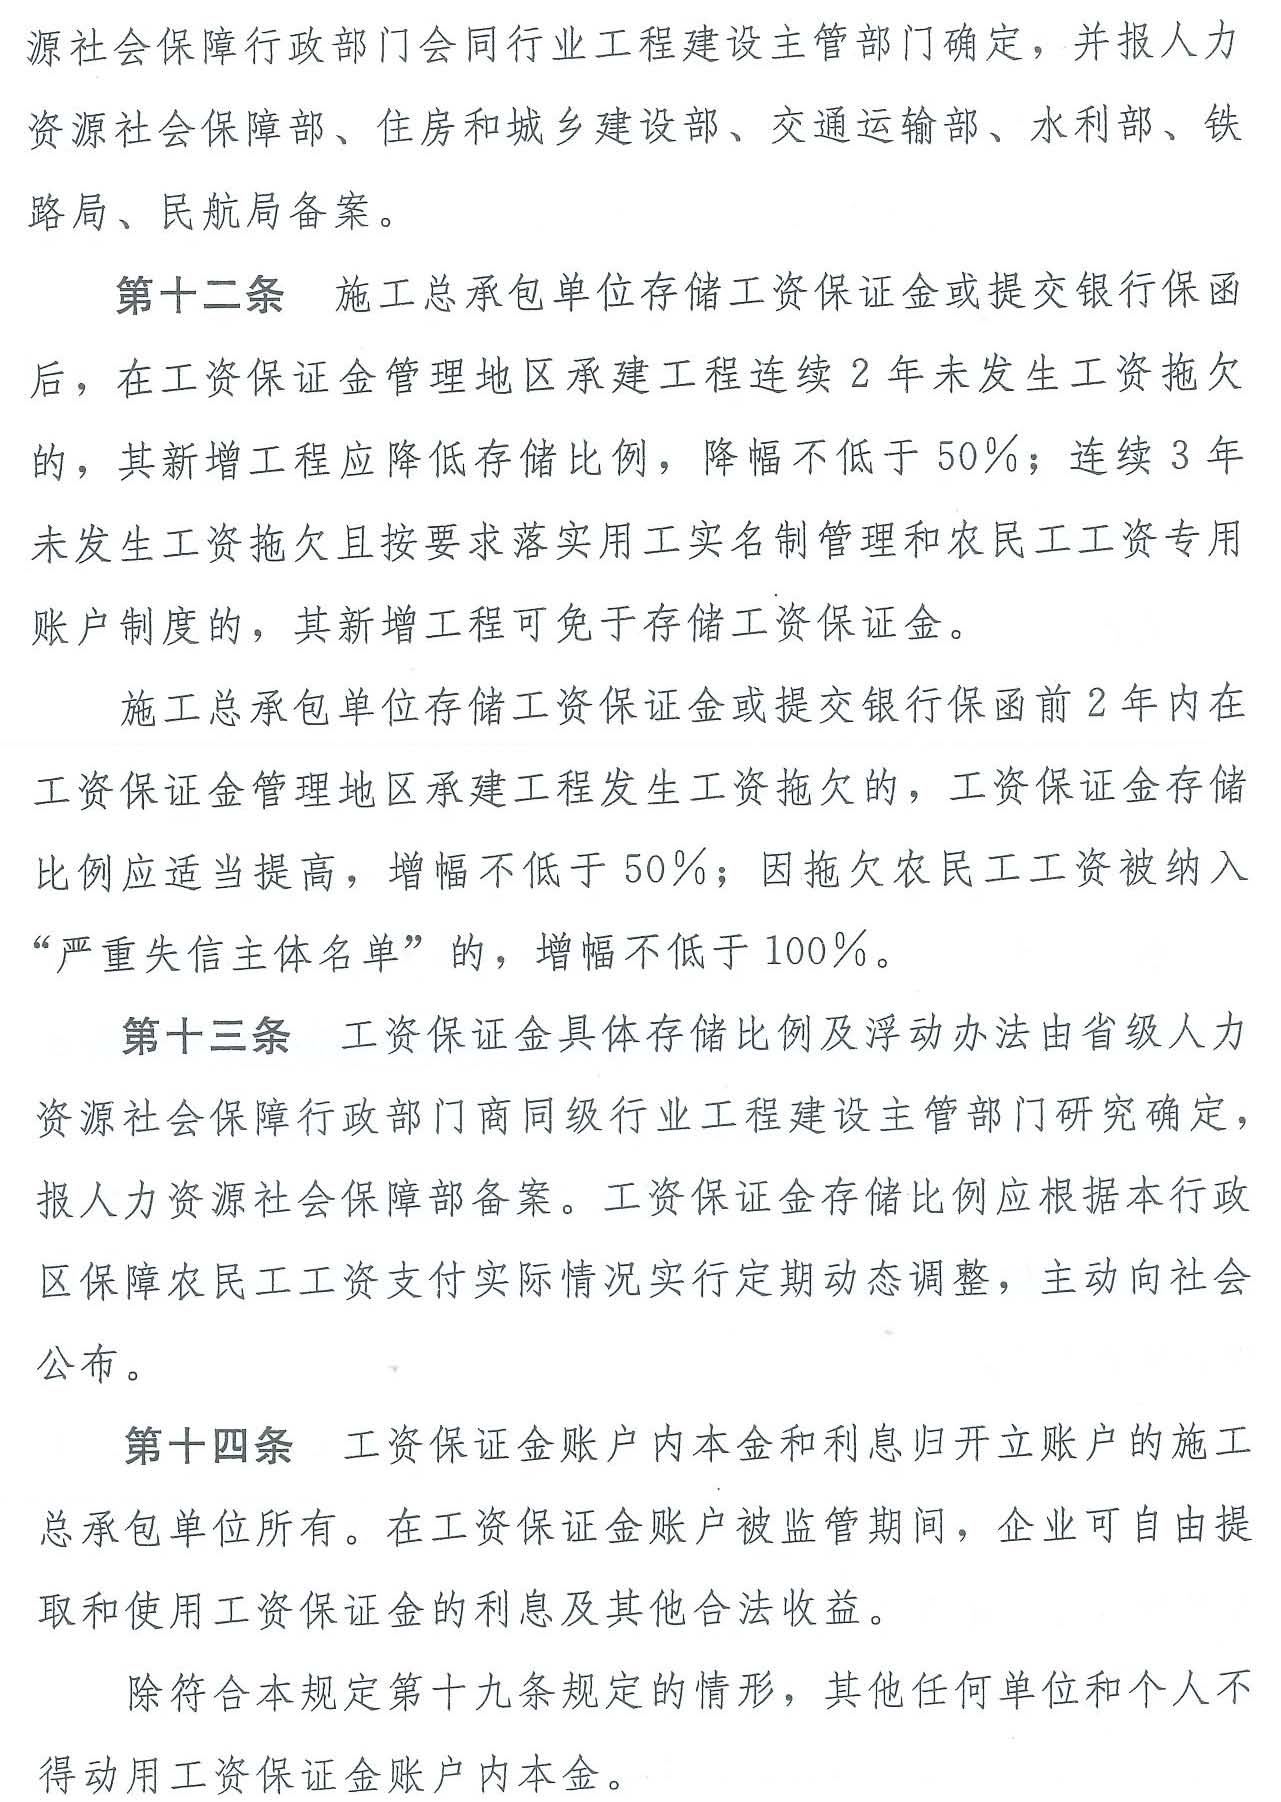 源社会保障行政部门会同行业工程建设主管部门确定，并报人力
资源社会保障部、住房和城乡建设部、交通运输部、水利部、铁
路局、民航局备案。
第十二条　施工总承包单位存储工资保证金或提交银行保函
后，在工资保证金管理地区承建工程连续 2 年未发生工资拖欠
的，其新增工程应降低存储比例，降幅不低于 50%；连续 3 年
未发生工资拖欠且按要求落实用工实名制管理和农民工工资专用
账户制度的，其新增工程可免于存储工资保证金。
施工总承包单位存储工资保证金或提交银行保函前 2 年内在
工资保证金管理地区承建工程发生工资拖欠的，工资保证金存储
比例应适当提高，增幅不低于 50%；因拖欠农民工工资被纳入
“严重失信主体名单”的，增幅不低于 100%。
第十三条　工资保证金具体存储比例及浮动办法由省级人力
资源社会保障行政部门商同级行业工程建设主管部门研究确定，
报人力资源社会保障部备案。工资保证金存储比例应根据本行政
区保障农民工工资支付实际情况实行定期动态调整，主动向社会
公布。
第十四条　工资保证金账户内本金和利息归开立账户的施工
总承包单位所有。在工资保证金账户被监管期间，企业可自由提
取和使用工资保证金的利息及其他合法收益。
除符合本规定第十九条规定的情形，其他任何单位和个人不
得动用工资保证金账户内本金。